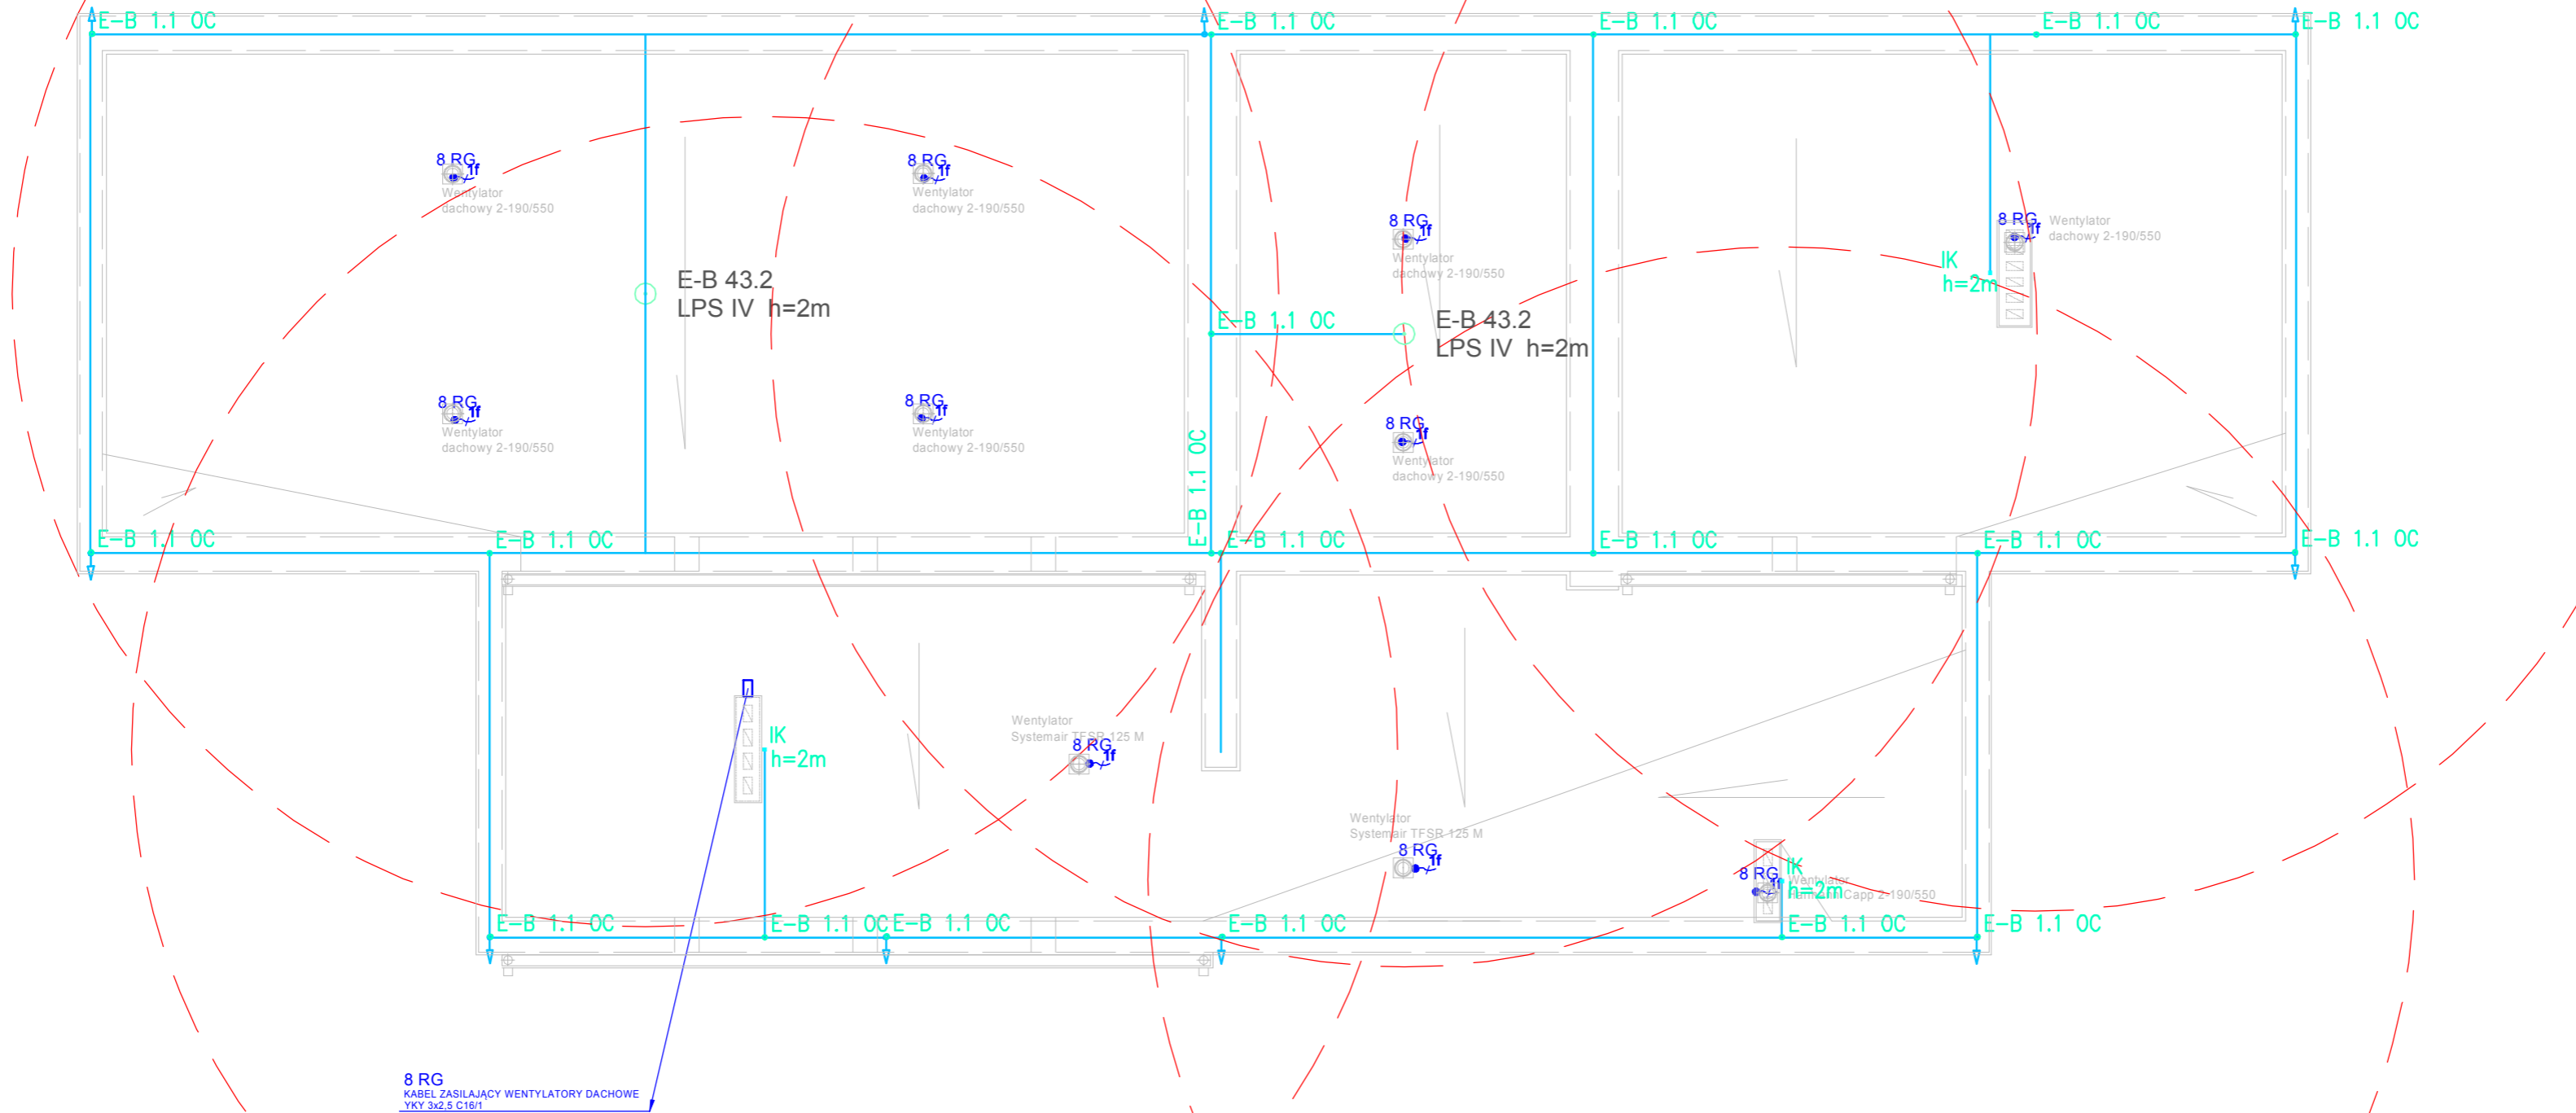 E-B 1.1 OC
E-B 1.1 OC
E-B 1.1 OC
E-B 1.1 OC
E-B 1.1 OC
8 RG
1f
Wentylator
dachowy 2-190/550
8 RG
1f
Wentylator
dachowy 2-190/550
8 RG
1f
Wentylator
dachowy 2-190/550
8 RG
1f
Wentylator
dachowy 2-190/550
IK
h=2m
E-B 43.2
LPS IV h=2m
E-B 1.1 OC
E-B 43.2
LPS IV h=2m
8 RG
1f
Wentylator
dachowy 2-190/550
8 RG
1f
Wentylator
dachowy 2-190/550
8 RG
1f
Wentylator
dachowy 2-190/550
E-B 1.1 OC
E-B 1.1 OC
E-B 1.1 OC
E-B 1.1 OC
E-B 1.1 OC
E-B 1.1 OC
E-B 1.1 OC
IK
h=2m
Wentylator
Systemair TFSR 125 M
8 RG
1f
Wentylator
Systemair TFSR 125 M
8 RG
1f
8 RG
1f
IK
h=2m
Wentylator
Capp 2-190/550
E-B 1.1 OC
E-B 1.1 OC
E-B 1.1 OC
E-B 1.1 OC
E-B 1.1 OC
E-B 1.1 OC
8 RG
KABEL ZASILAJĄCY WENTYLATORY DACHOWE
YKY 3x2,5 C16/1